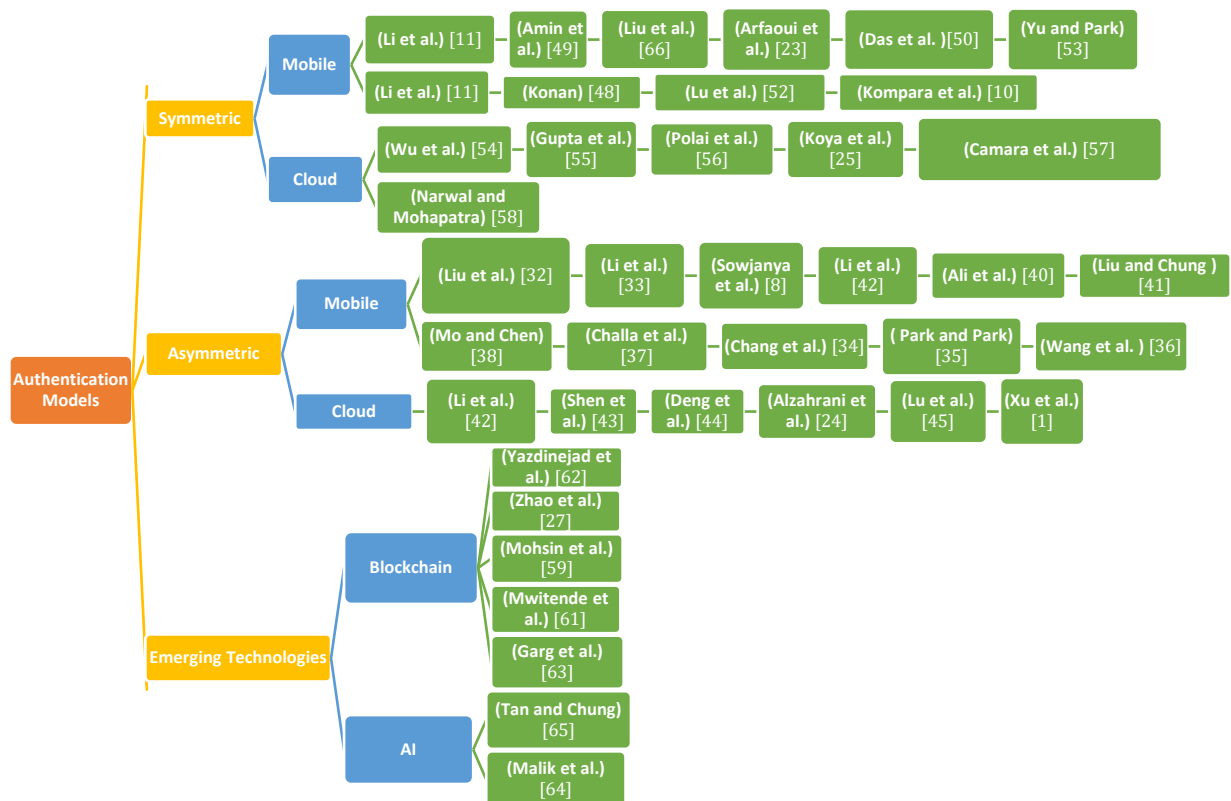 Authentication
Models
Symmetric
Mobile
(Li et al.) [11]
(Amin et
al.) [49]
(Liu et al.)
[66]
(Arfaoui et
al.) [23]
(Das et al. )[50]
(Yu and Park)
[53]
(Li et al.) [11]
(Konan) [48]
(Lu et al.) [52]
(Kompara et al.) [10]
Cloud
(Wu et al.) [54]
(Gupta et al.)
[55]
(Polai et al.)
[56]
(Koya et al.)
[25]
(Camara et al.) [57]
(Narwal and
Mohapatra) [58]
Asymmetric
Mobile
(Liu et al.) [32]
(Li et al.)
[33]
(Sowjanya
et al.) [8]
(Li et al.)
[42]
(Ali et al.) [40]
(Liu and Chung )
[41]
(Mo and Chen)
[38]
(Challa et al.)
[37]
(Chang et al.) [34]
( Park and Park)
[35]
(Wang et al. ) [36]
Cloud
(Li et al.)
[42]
(Shen et
al.) [43]
(Deng et
al.) [44]
(Alzahrani et
al.) [24]
(Lu et al.)
[45]
(Xu et al.)
[1]
Emerging Technologies
Blockchain
(Yazdinejad et
al.) [62]
(Zhao et al.)
[27]
(Mohsin et al.)
[59]
(Mwitende et
al.) [61]
(Garg et al.)
[63]
AI
(Tan and Chung)
[65]
(Malik et al.)
[64]